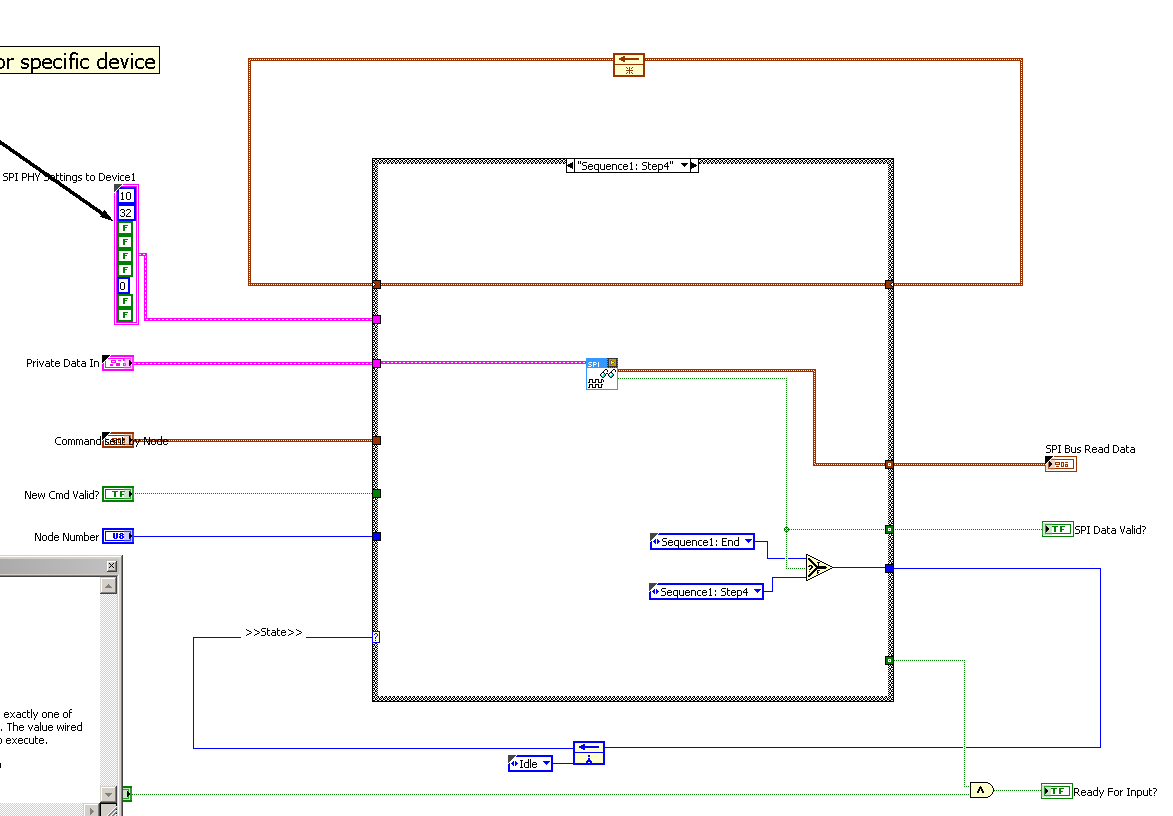 or specific device
"Sequence1: Step4"
SPI PHY Settings to Device1
10
32
F
F
F
F
0
F
F
Private Data In
SPI
Command sent by Node
SPI Bus Read Data
New Cmd Valid?
TF
TF
SPI Data Valid?
Node Number
U8
Sequence1: End
?
T
F
Sequence1: Step4
>>State>>
?
exactly one of
. The value wired
execute.
Idle
TF
Ready For Input?